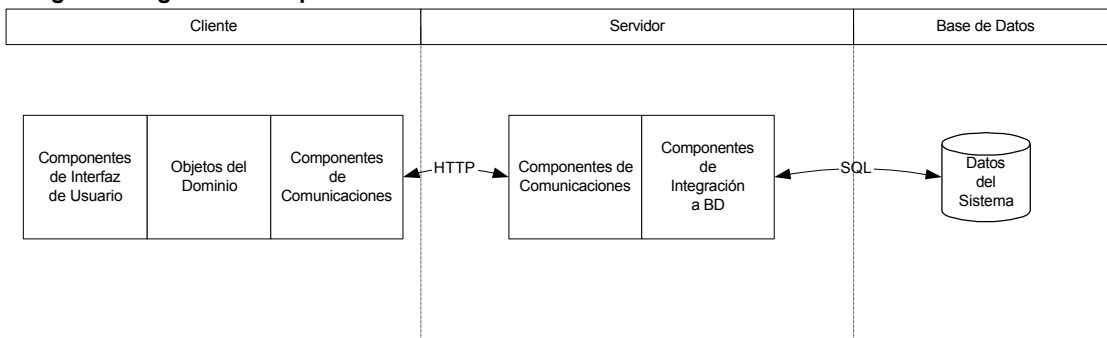 Cliente
Servidor
Base de Datos
Componentes
de Interfaz
de Usuario
Objetos del
Dominio
Componentes
de
Comunicaciones
HTTP
Componentes de
Comunicaciones
Componentes
de
Integración
a BD
SQL
Datos
del
Sistema